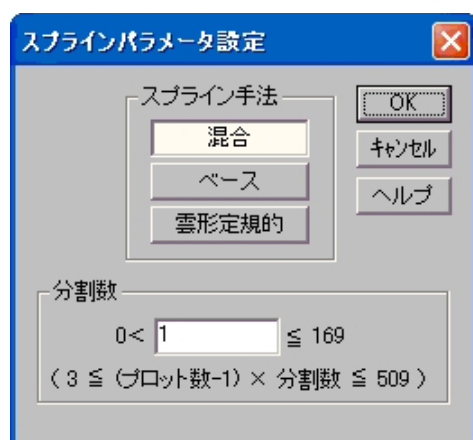 スプラインパラメータ設定
スプライン手法
混合
ベース
雲形定規的
OK
キャンセル
ヘルプ
分割数
0< 1 ≦ 169
( 3 ≦ (プロット数-1) × 分割数 ≦ 509 )